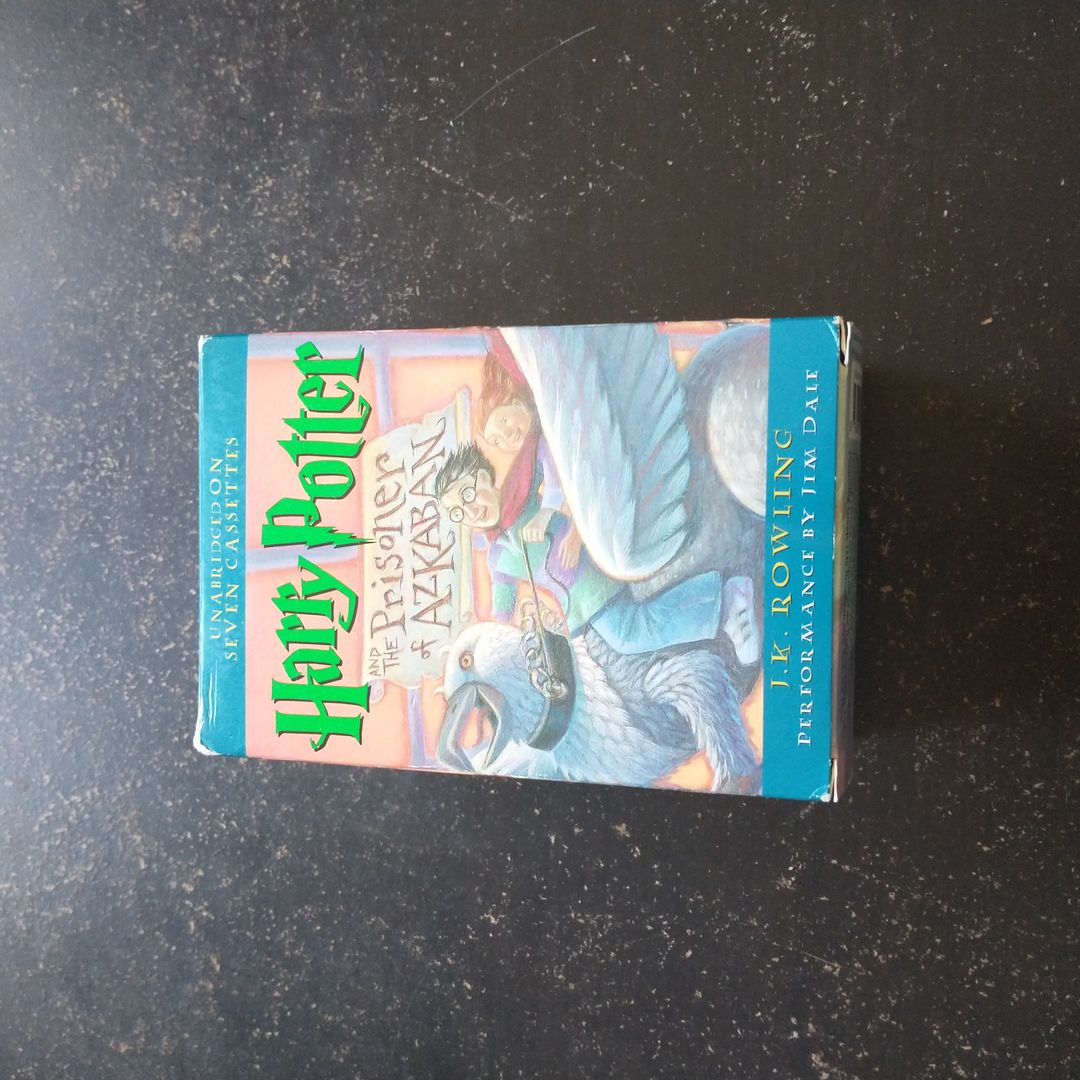 UNABRIDGED ON
SEVEN CASSETTES
Harry Potter
AND
THE Prisoner
of AZKABAN
J.K. ROWLING
PERFORMANCE BY JIM DALE